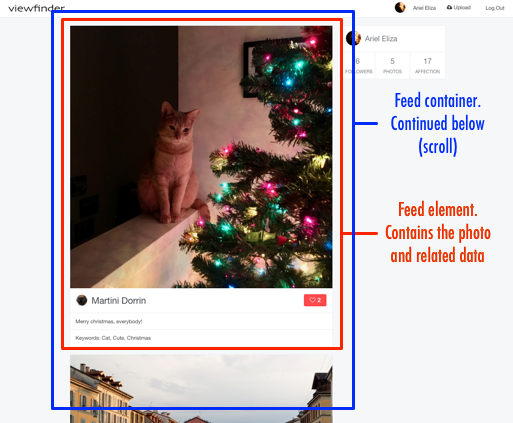 viewfinder
Ariel Eliza Upload Log Out
Ariel Eliza
6 5 17
FOLLOWERS PHOTOS AFFECTION
Feed container.
Continued below
(scroll)
Feed element.
Contains the photo
and related data
Martini Dorrin
2
Merry christmas, everybody!
Keywords: Cat, Cute, Christmas